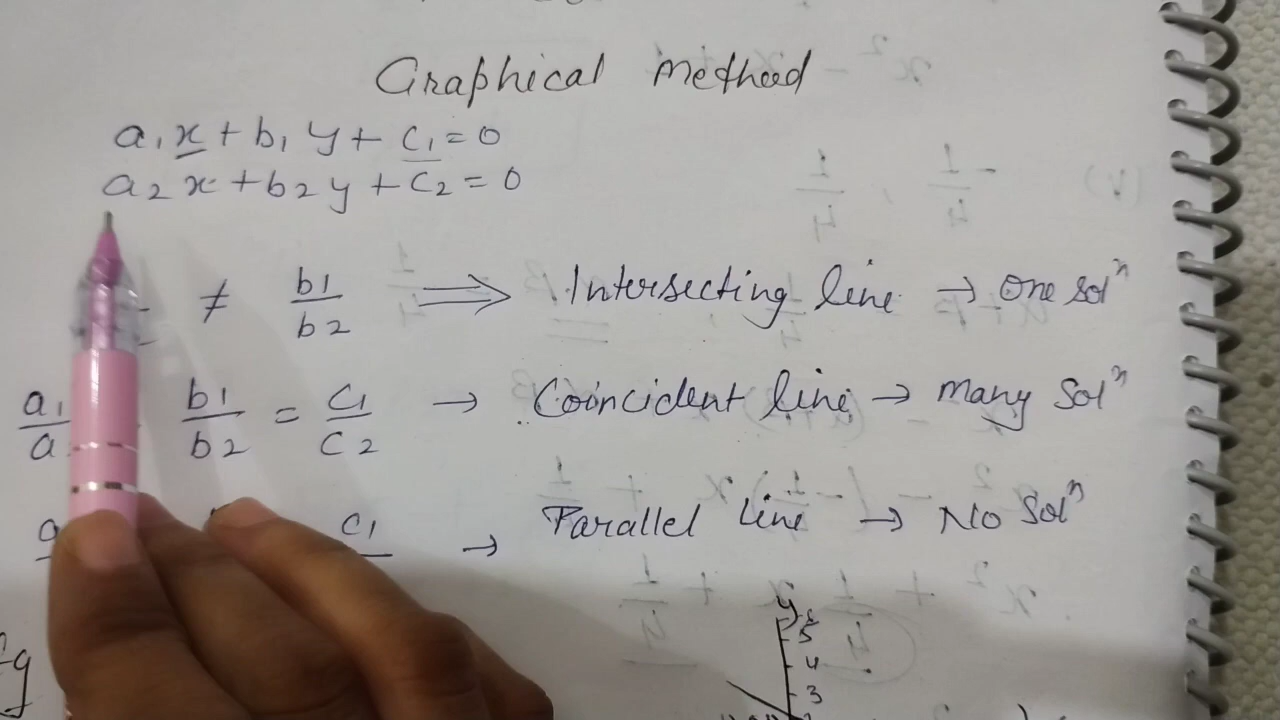 Graphical Method
a₁x + b₁y + c₁ = 0
a₂x + b₂y + c₂ = 0
≠ b1/b2 ⟹ Intersecting line → One solⁿ
a₁/a b1/b2 = C₁/C2 → Coincident line → Many Solⁿ
a C₁ → Parallel line → No Solⁿ
y
5
4
3